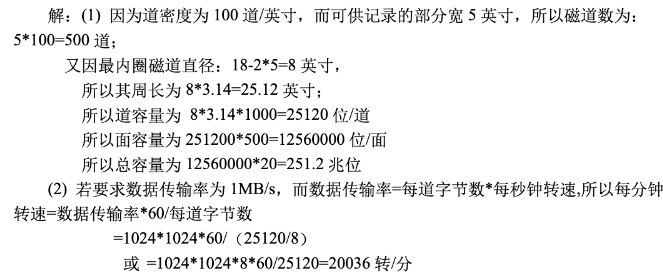 解：(1) 因为道密度为 100 道/英寸，而可供记录的部分宽 5 英寸，所以磁道数为：
5*100=500 道；
又因最内圈磁道直径：18-2*5=8 英寸，
所以其周长为 8*3.14=25.12 英寸；
所以道容量为 8*3.14*1000=25120 位/道
所以面容量为 251200*500=12560000 位/面
所以总容量为 12560000*20=251.2 兆位
(2) 若要求数据传输率为 1MB/s，而数据传输率=每道字节数*每秒钟转速,所以每分钟
转速=数据传输率*60/每道字节数
=1024*1024*60/（25120/8）
或 =1024*1024*8*60/25120=20036 转/分